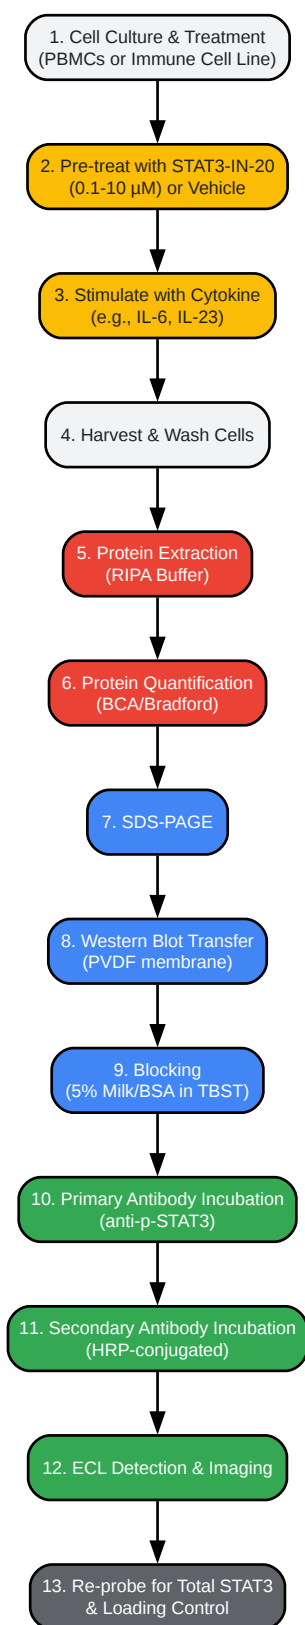 1. Cell Culture & Treatment
(PBMCs or Immune Cell Line)
2. Pre-treat with STAT3-IN-20
(0.1-10 µM) or Vehicle
3. Stimulate with Cytokine
(e.g., IL-6, IL-23)
4. Harvest & Wash Cells
5. Protein Extraction
(RIPA Buffer)
6. Protein Quantification
(BCA/Bradford)
7. SDS-PAGE
8. Western Blot Transfer
(PVDF membrane)
9. Blocking
(5% Milk/BSA in TBST)
10. Primary Antibody Incubation
(anti-p-STAT3)
11. Secondary Antibody Incubation
(HRP-conjugated)
12. ECL Detection & Imaging
13. Re-probe for Total STAT3
& Loading Control